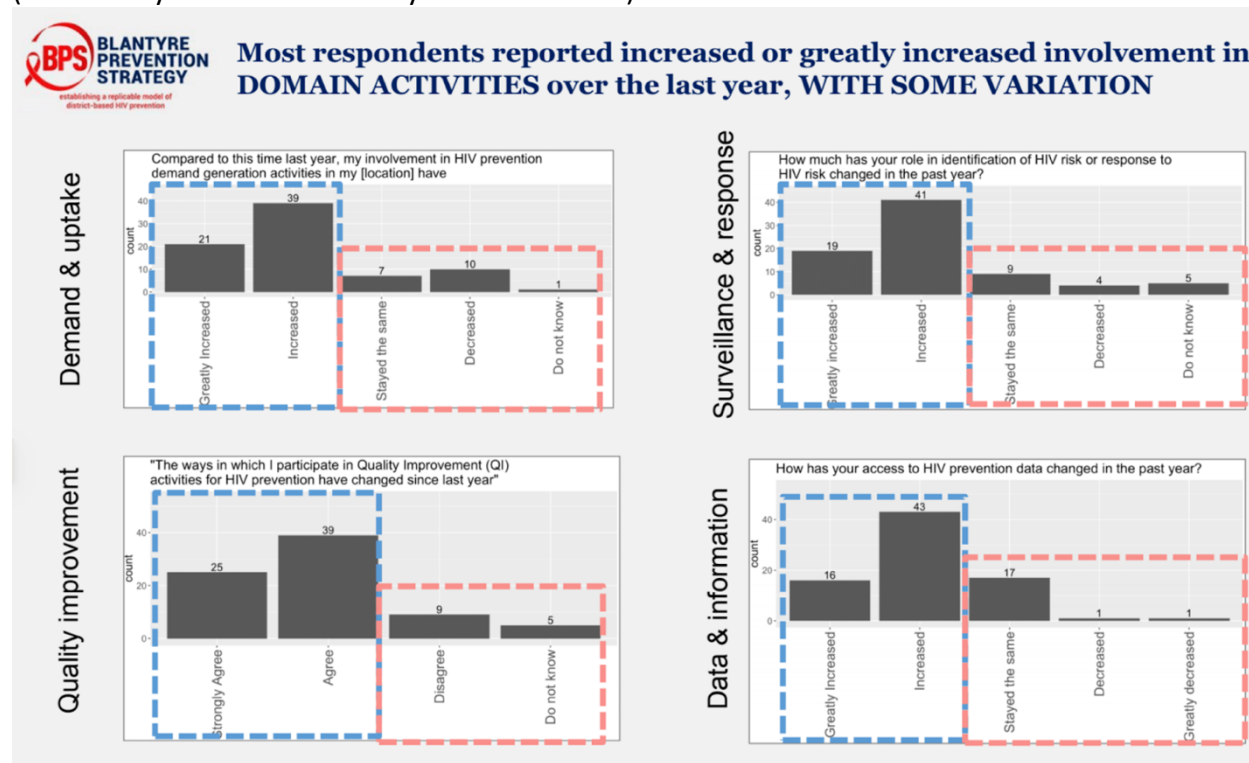 BPS
BLANTYRE
PREVENTION
STRATEGY
establishing a replicable model of
district-based HIV prevention
Most respondents reported increased or greatly increased involvement in
DOMAIN ACTIVITIES over the last year, WITH SOME VARIATION
Demand & uptake
Compared to this time last year, my involvement in HIV prevention
demand generation activities in my [location] have
count
40
30
20
10
0
21
39
7
10
1
Greatly Increased
Increased
Stayed the same
Decreased
Do not know
Surveillance & response
How much has your role in identification of HIV risk or response to
HIV risk changed in the past year?
count
40
30
20
10
0
19
41
9
4
5
Greatly increased
Increased
Stayed the same
Decreased
Do not know
Quality improvement
"The ways in which I participate in Quality Improvement (QI)
activities for HIV prevention have changed since last year"
count
40
20
0
25
39
9
5
Strongly Agree
Agree
Disagree
Do not know
Data & information
How has your access to HIV prevention data changed in the past year?
count
40
20
0
16
43
17
1
1
Greatly Increased
Increased
Stayed the same
Decreased
Greatly decreased